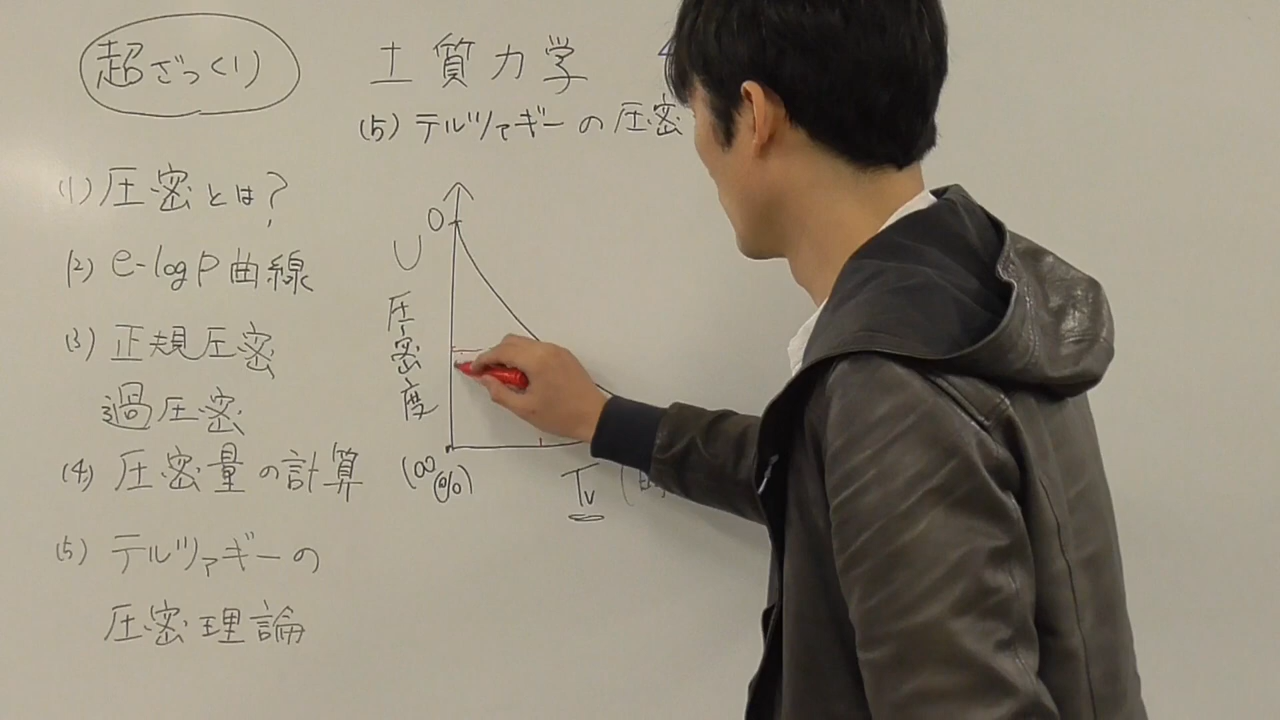 超ざっくり 土質力学
(5) テルツァギーの圧密
(1) 圧密とは?
(2) e-logP曲線
(3) 正規圧密
過圧密
(4) 圧密量の計算
(5) テルツァギーの
圧密理論
0
U
圧密度
100
(%)
Tv